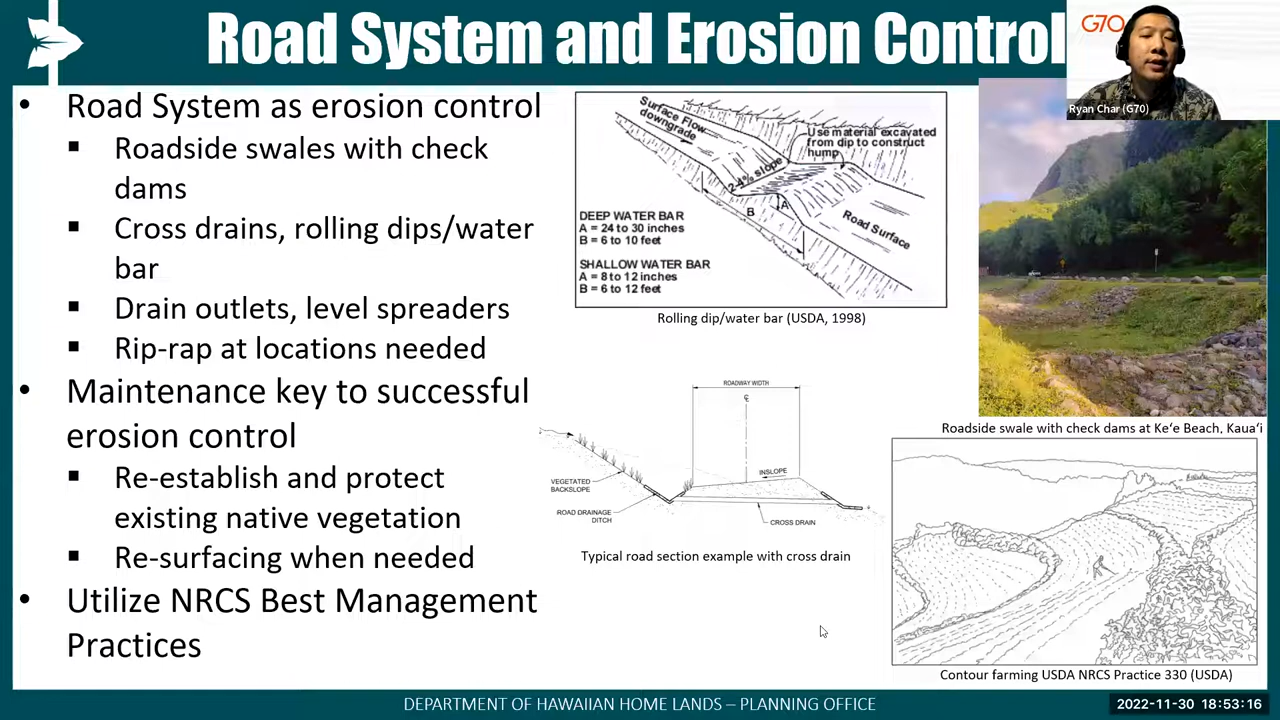 Road System and Erosion Control
G70
Ryan Char (G70)
• Road System as erosion control
▪ Roadside swales with check
dams
▪ Cross drains, rolling dips/water
bar
▪ Drain outlets, level spreaders
▪ Rip-rap at locations needed
• Maintenance key to successful
erosion control
▪ Re-establish and protect
existing native vegetation
▪ Re-surfacing when needed
• Utilize NRCS Best Management
Practices
Surface Flow
downgrade
Use material excavated
from dip to construct
hump
2-4% slope
A
B
Road Surface
DEEP WATER BAR
A = 24 to 30 inches
B = 6 to 10 feet
SHALLOW WATER BAR
A = 8 to 12 inches
B = 6 to 12 feet
Rolling dip/water bar (USDA, 1998)
ROADWAY WIDTH
℄
INSLOPE
VEGETATED
BACKSLOPE
ROAD DRAINAGE
DITCH
CROSS DRAIN
Typical road section example with cross drain
Roadside swale with check dams at Keʻe Beach, Kauaʻi
Contour farming USDA NRCS Practice 330 (USDA)
DEPARTMENT OF HAWAIIAN HOME LANDS – PLANNING OFFICE
2022-11-30 18:53:16